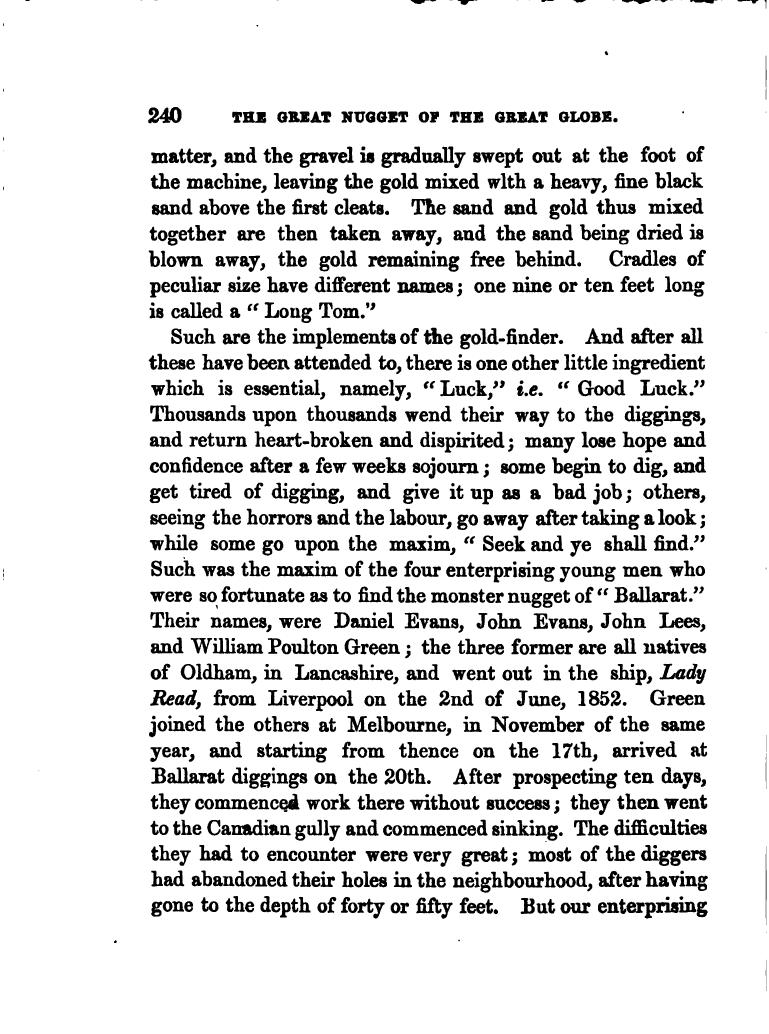 240 THE GREAT NUGGET OF THE GREAT GLOBE.
matter, and the gravel is gradually swept out at the foot of
the machine, leaving the gold mixed wlth a heavy, fine black
sand above the first cleats. The sand and gold thus mixed
together are then taken away, and the sand being dried is
blown away, the gold remaining free behind. Cradles of
peculiar size have different names; one nine or ten feet long
is called a “ Long Tom.”
Such are the implements of the gold-finder. And after all
these have been attended to, there is one other little ingredient
which is essential, namely, “ Luck,” i.e. “ Good Luck.”
Thousands upon thousands wend their way to the diggings,
and return heart-broken and dispirited; many lose hope and
confidence after a few weeks sojourn; some begin to dig, and
get tired of digging, and give it up as a bad job; others,
seeing the horrors and the labour, go away after taking a look;
while some go upon the maxim, “ Seek and ye shall find.”
Such was the maxim of the four enterprising young men who
were so fortunate as to find the monster nugget of “ Ballarat.”
Their names, were Daniel Evans, John Evans, John Lees,
and William Poulton Green; the three former are all natives
of Oldham, in Lancashire, and went out in the ship, Lady
Read, from Liverpool on the 2nd of June, 1852. Green
joined the others at Melbourne, in November of the same
year, and starting from thence on the 17th, arrived at
Ballarat diggings on the 20th. After prospecting ten days,
they commenced work there without success; they then went
to the Canadian gully and commenced sinking. The difficulties
they had to encounter were very great; most of the diggers
had abandoned their holes in the neighbourhood, after having
gone to the depth of forty or fifty feet. But our enterprising